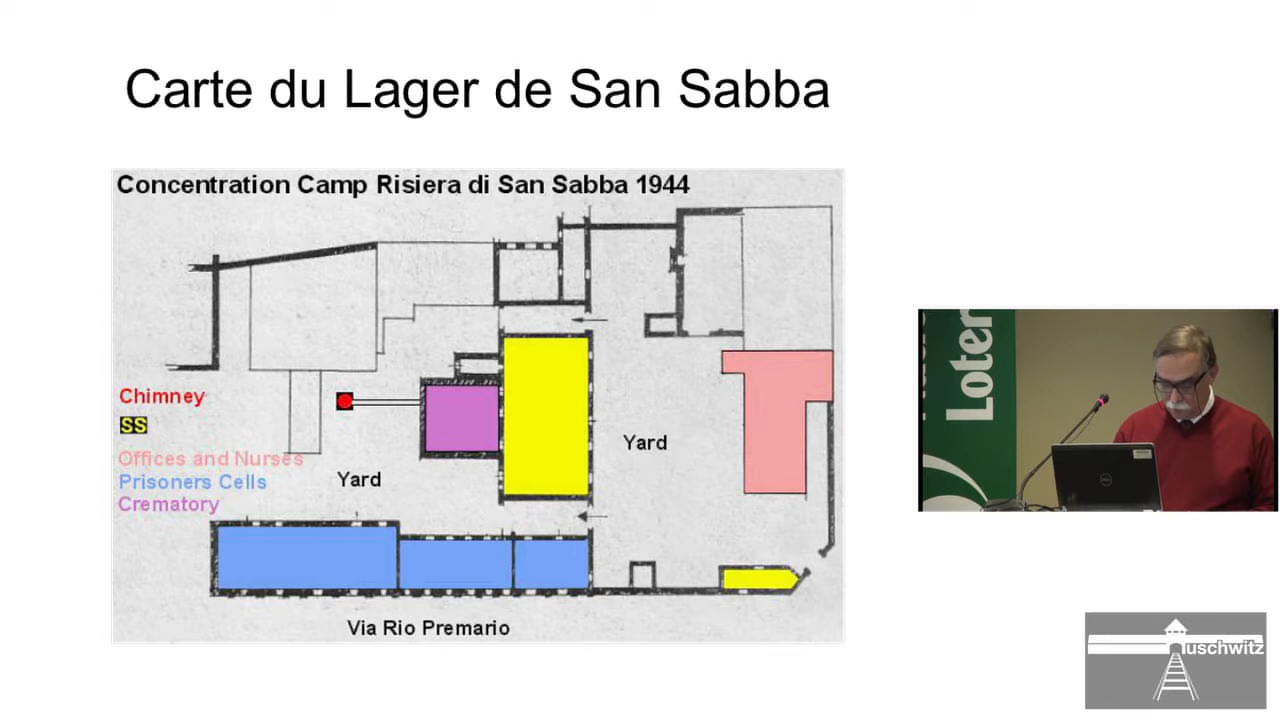 Carte du Lager de San Sabba
Concentration Camp Risiera di San Sabba 1944
Chimney
SS
Offices and Nurses
Prisoners Cells
Crematory
Yard
Yard
Via Rio Premario
Loter
uschwitz